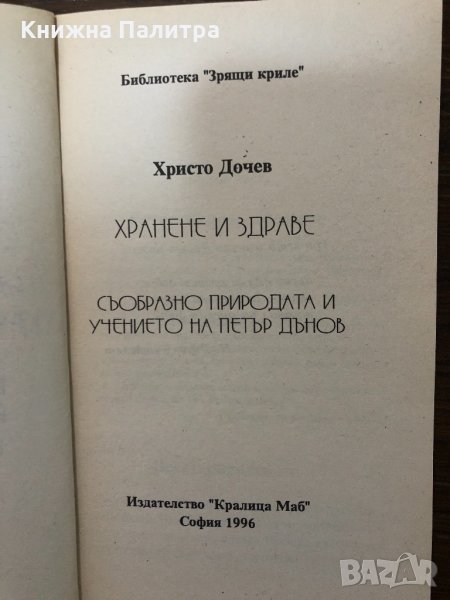 Книжна Палитра
Библиотека "Зрящи криле"
Христо Дочев
ХРАНЕНЕ И ЗДРАВЕ
СЪОБРАЗНО ПРИРОДАТА И
УЧЕНИЕТО НА ПЕТЪР ДЪНОВ
Издателство "Кралица Маб"
София 1996
BAZAR